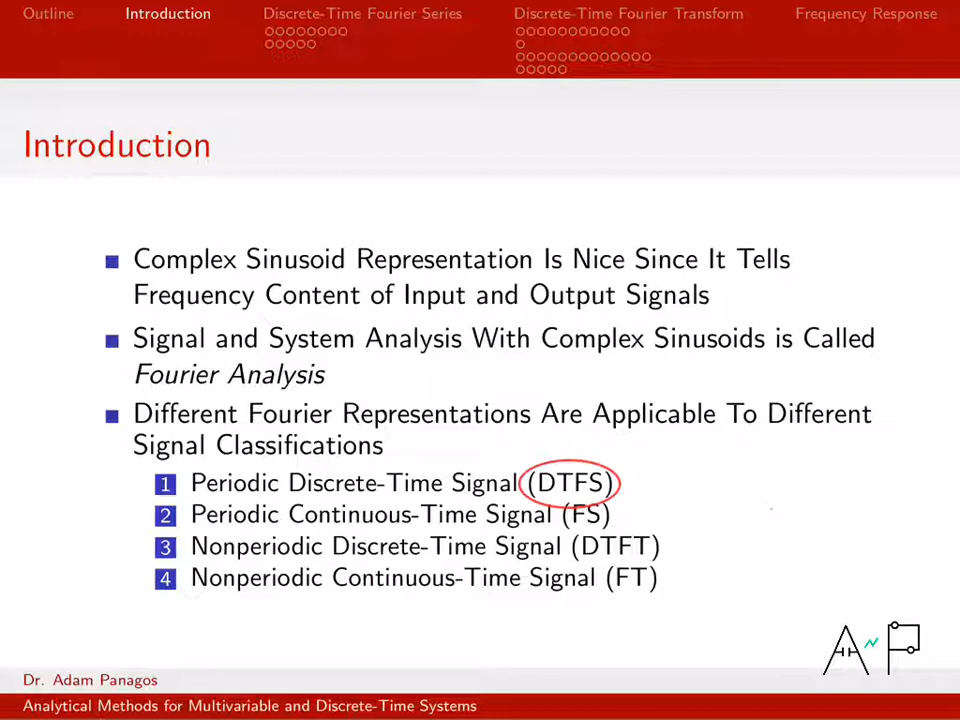 Outline Introduction Discrete-Time Fourier Series Discrete-Time Fourier Transform Frequency Response
Introduction
Complex Sinusoid Representation Is Nice Since It Tells
Frequency Content of Input and Output Signals
Signal and System Analysis With Complex Sinusoids is Called
Fourier Analysis
Different Fourier Representations Are Applicable To Different
Signal Classifications
1 Periodic Discrete-Time Signal (DTFS)
2 Periodic Continuous-Time Signal (FS)
3 Nonperiodic Discrete-Time Signal (DTFT)
4 Nonperiodic Continuous-Time Signal (FT)
AP
Dr. Adam Panagos
Analytical Methods for Multivariable and Discrete-Time Systems